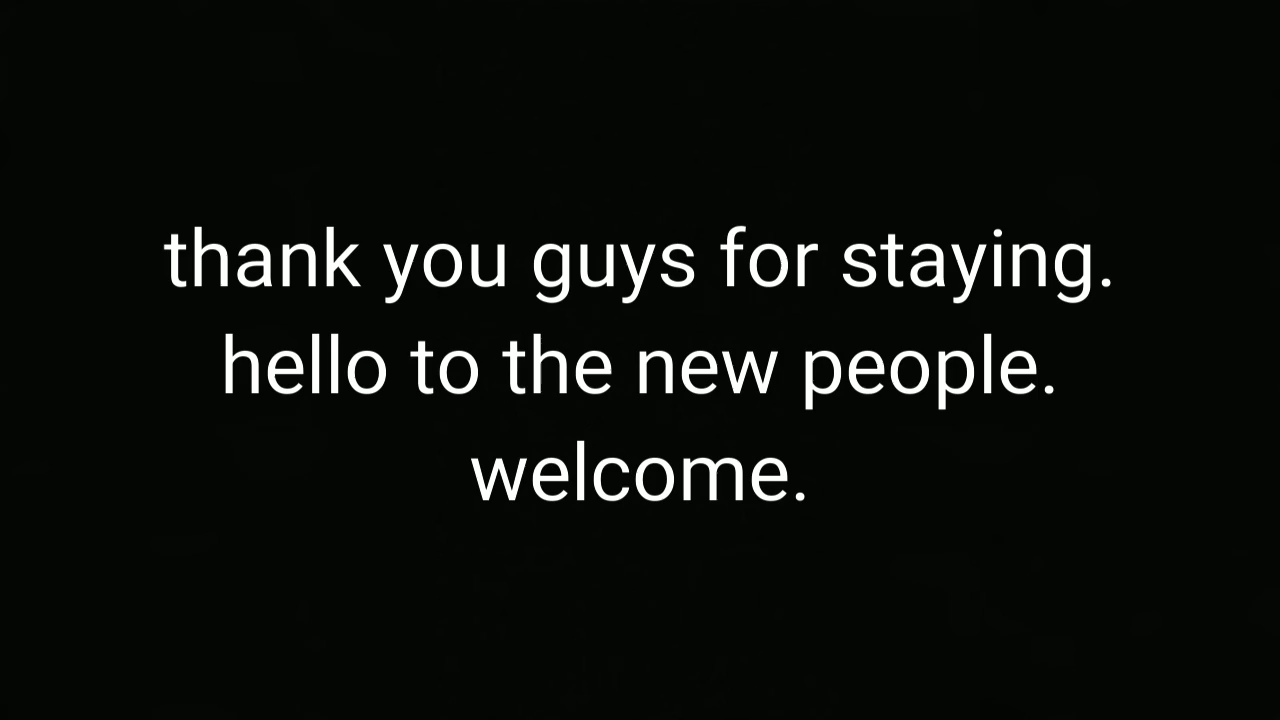 thank you guys for staying.
hello to the new people.
welcome.